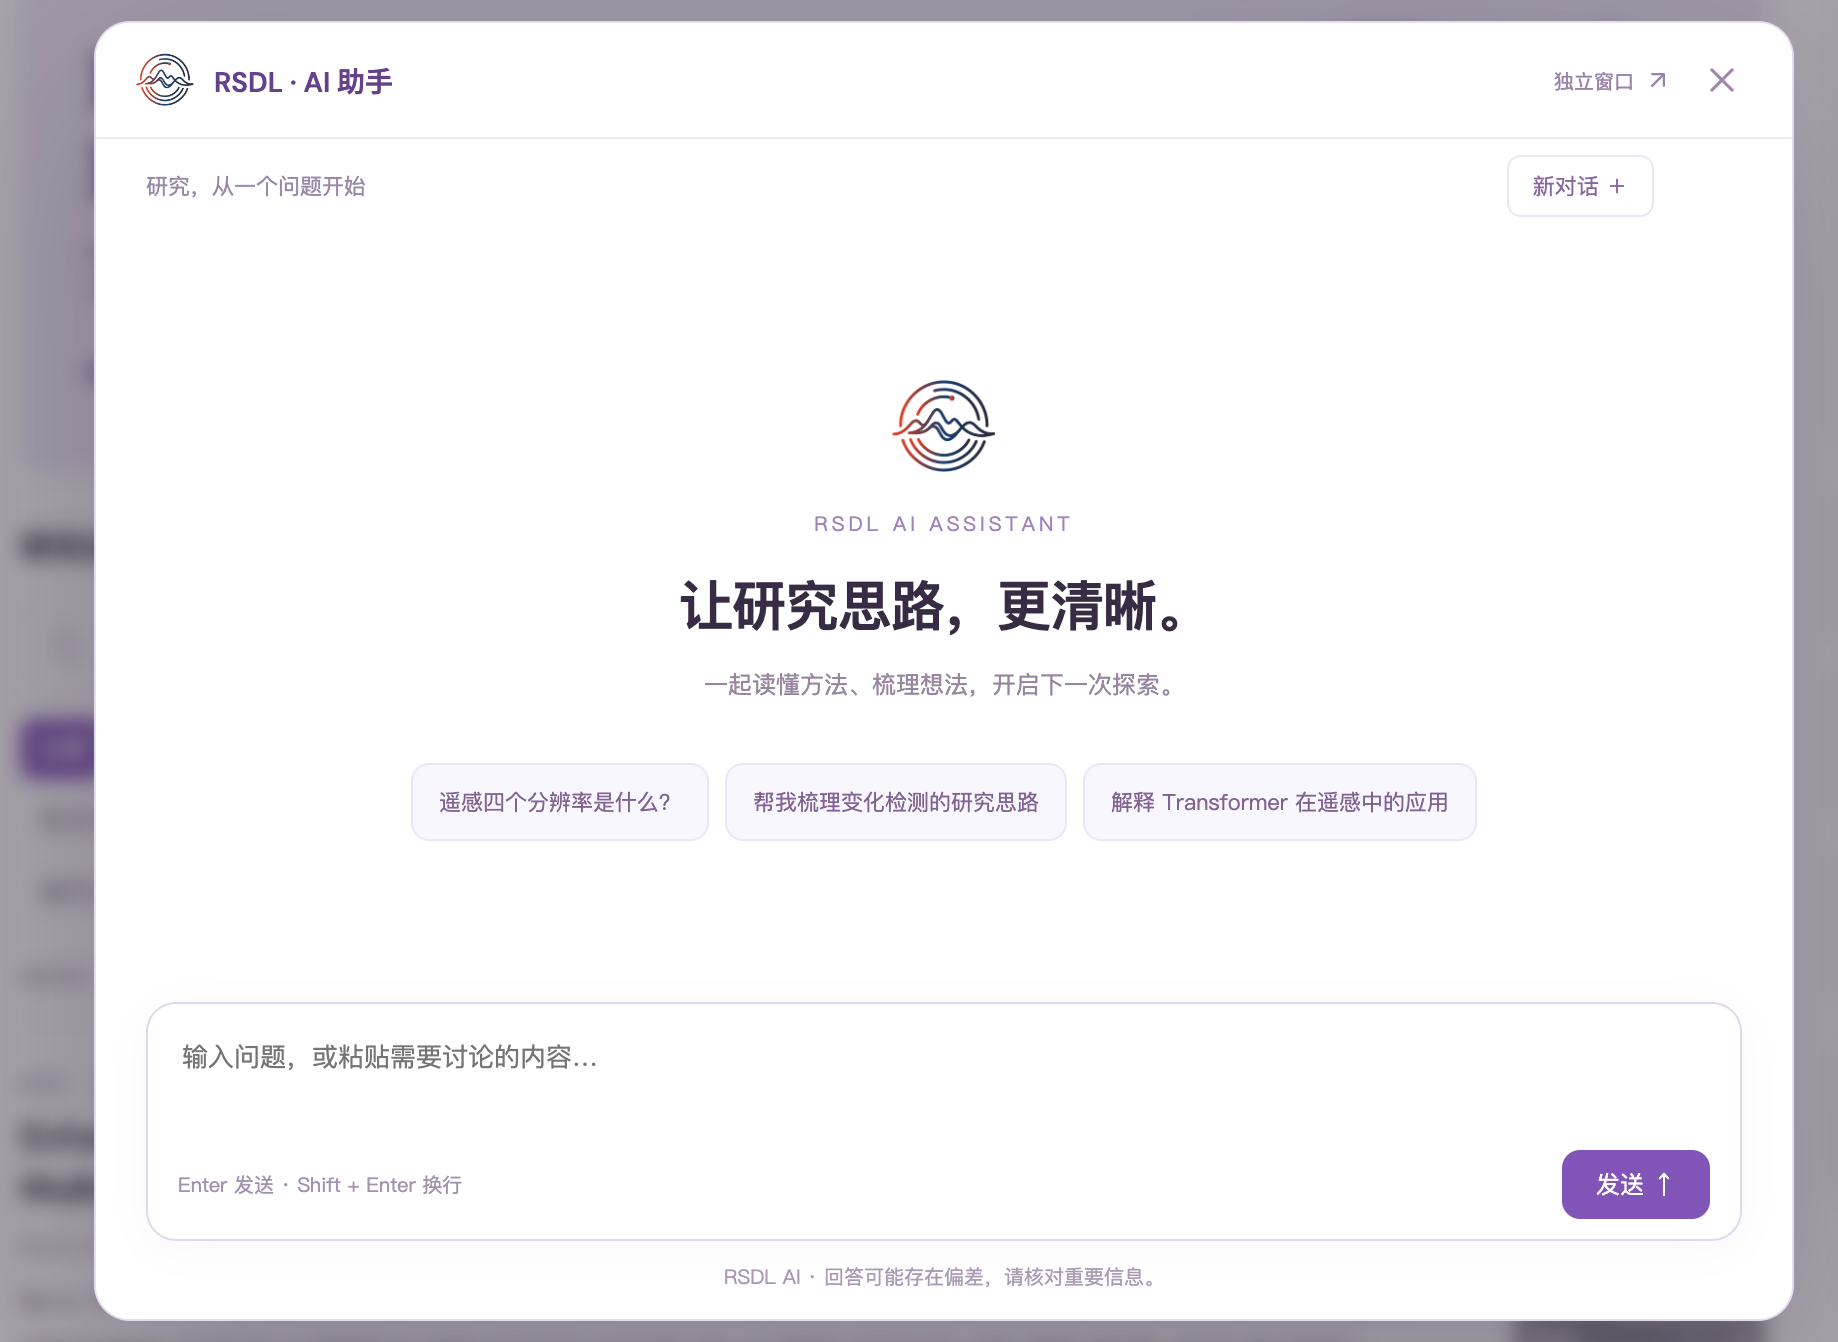 RSDL · AI 助手
独立窗口 ↗
研究，从一个问题开始
新对话 +
RSDL AI ASSISTANT
让研究思路，更清晰。
一起读懂方法、梳理想法，开启下一次探索。
遥感四个分辨率是什么？
帮我梳理变化检测的研究思路
解释 Transformer 在遥感中的应用
输入问题，或粘贴需要讨论的内容...
Enter 发送 · Shift + Enter 换行
发送 ↑
RSDL AI · 回答可能存在偏差，请核对重要信息。